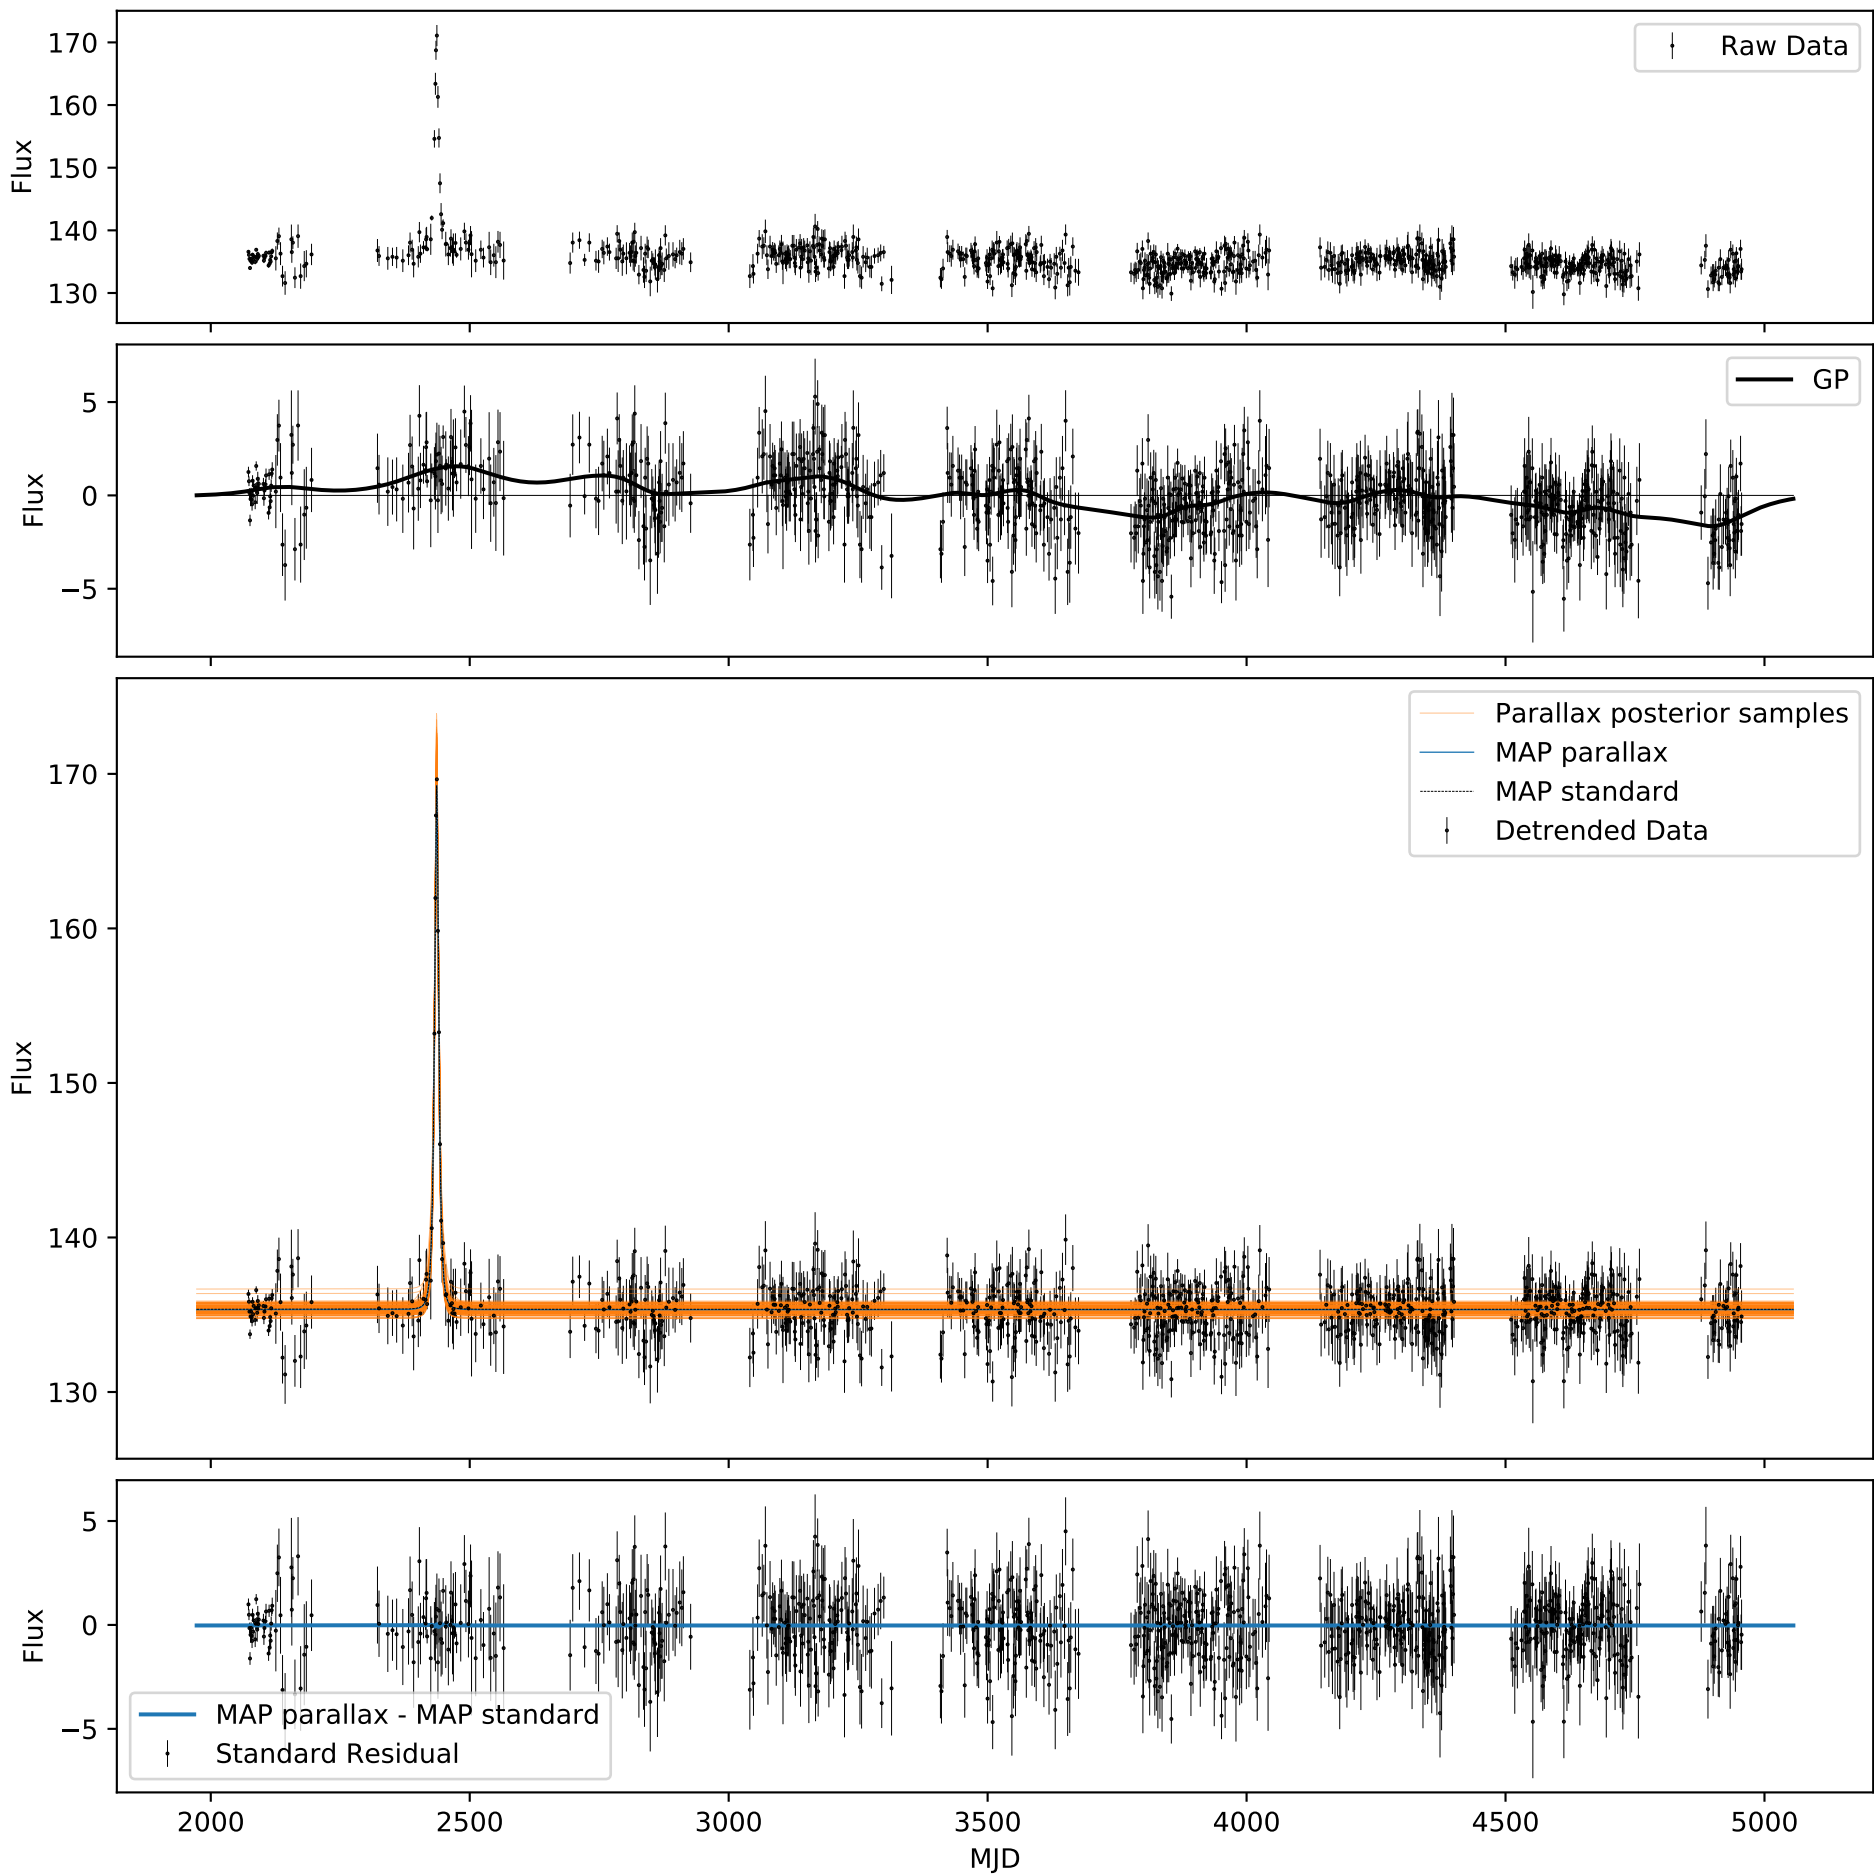 170
160
150
140
130
Flux
Raw Data
5
0
−5
Flux
GP
170
160
150
140
130
Flux
Parallax posterior samples
MAP parallax
MAP standard
Detrended Data
5
0
−5
Flux
MAP parallax - MAP standard
Standard Residual
2000 2500 3000 3500 4000 4500 5000
MJD